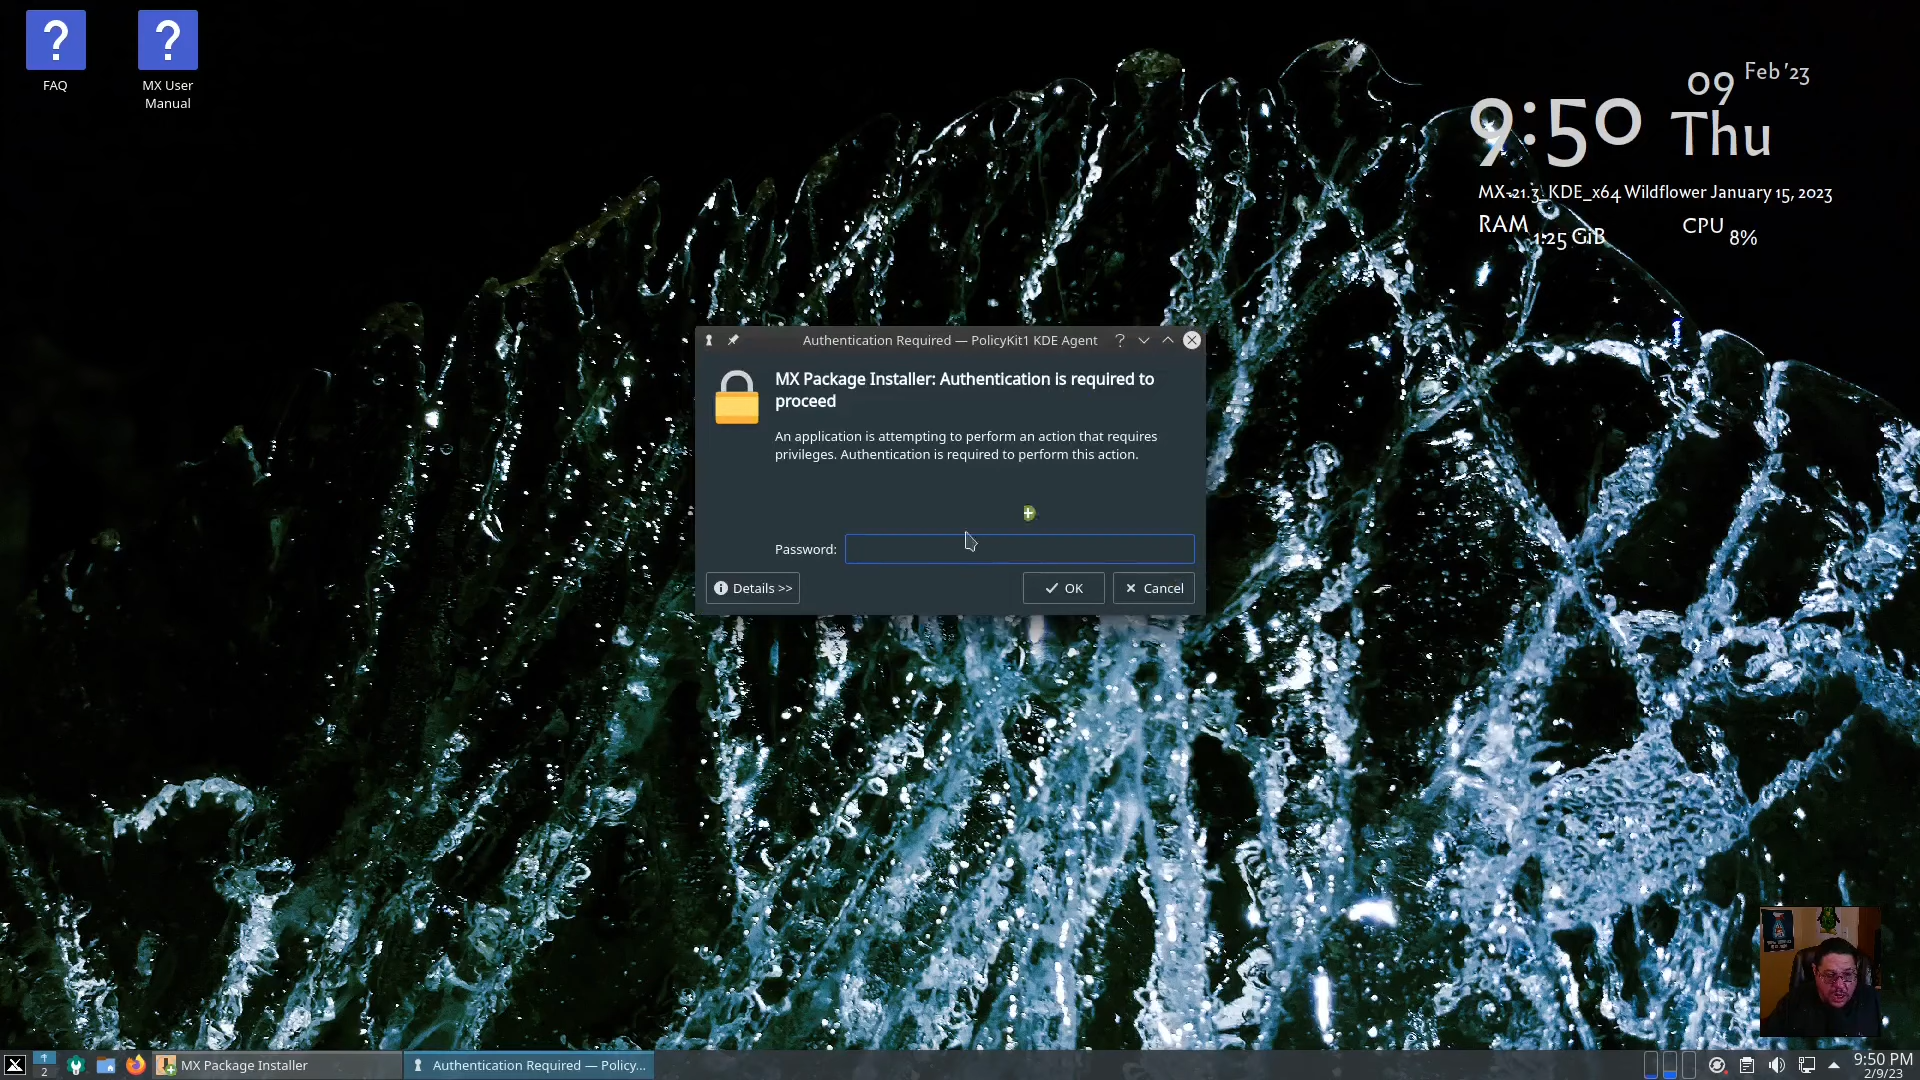 FAQ
MX User
Manual
09 Feb '23
9:50 Thu
MX-21.3_KDE_x64 Wildflower January 15, 2023
RAM 1.25 GiB CPU 8%
Authentication Required — PolicyKit1 KDE Agent
MX Package Installer: Authentication is required to
proceed
An application is attempting to perform an action that requires
privileges. Authentication is required to perform this action.
Password:
Details >>
OK
Cancel
2
MX Package Installer
Authentication Required — Policy...
9:50 PM
2/9/23